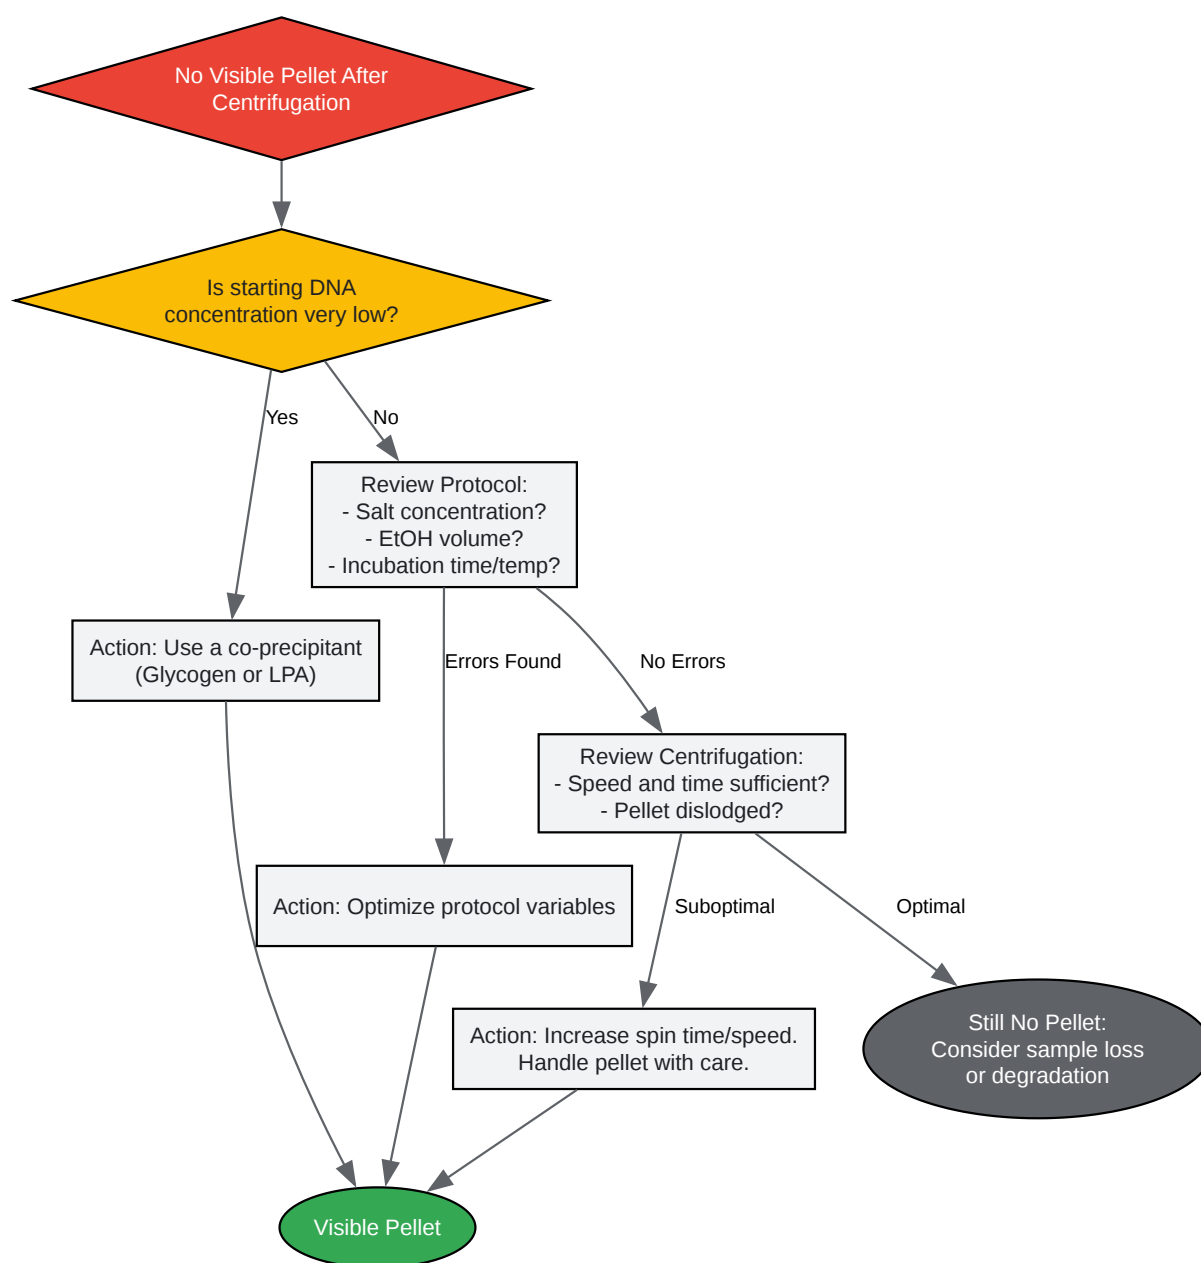 No Visible Pellet After
Centrifugation
Is starting DNA
concentration very low?
Yes
No
Review Protocol:
- Salt concentration?
- EtOH volume?
- Incubation time/temp?
Action: Use a co-precipitant
(Glycogen or LPA)
Errors Found
No Errors
Review Centrifugation:
- Speed and time sufficient?
- Pellet dislodged?
Action: Optimize protocol variables
Suboptimal
Optimal
Action: Increase spin time/speed.
Handle pellet with care.
Still No Pellet:
Consider sample loss
or degradation
Visible Pellet